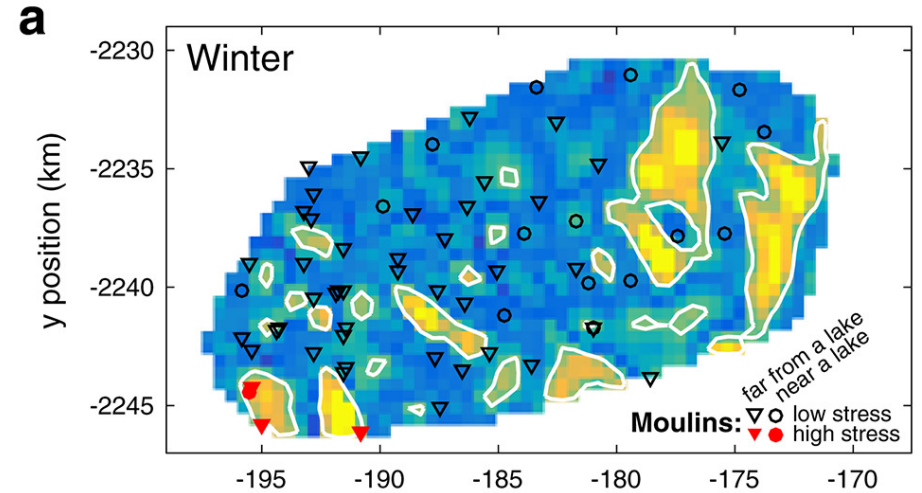 a
Winter
-2230
-2235
-2240
-2245
y position (km)
far from a lake
near a lake
Moulins: low stress
high stress
-195 -190 -185 -180 -175 -170